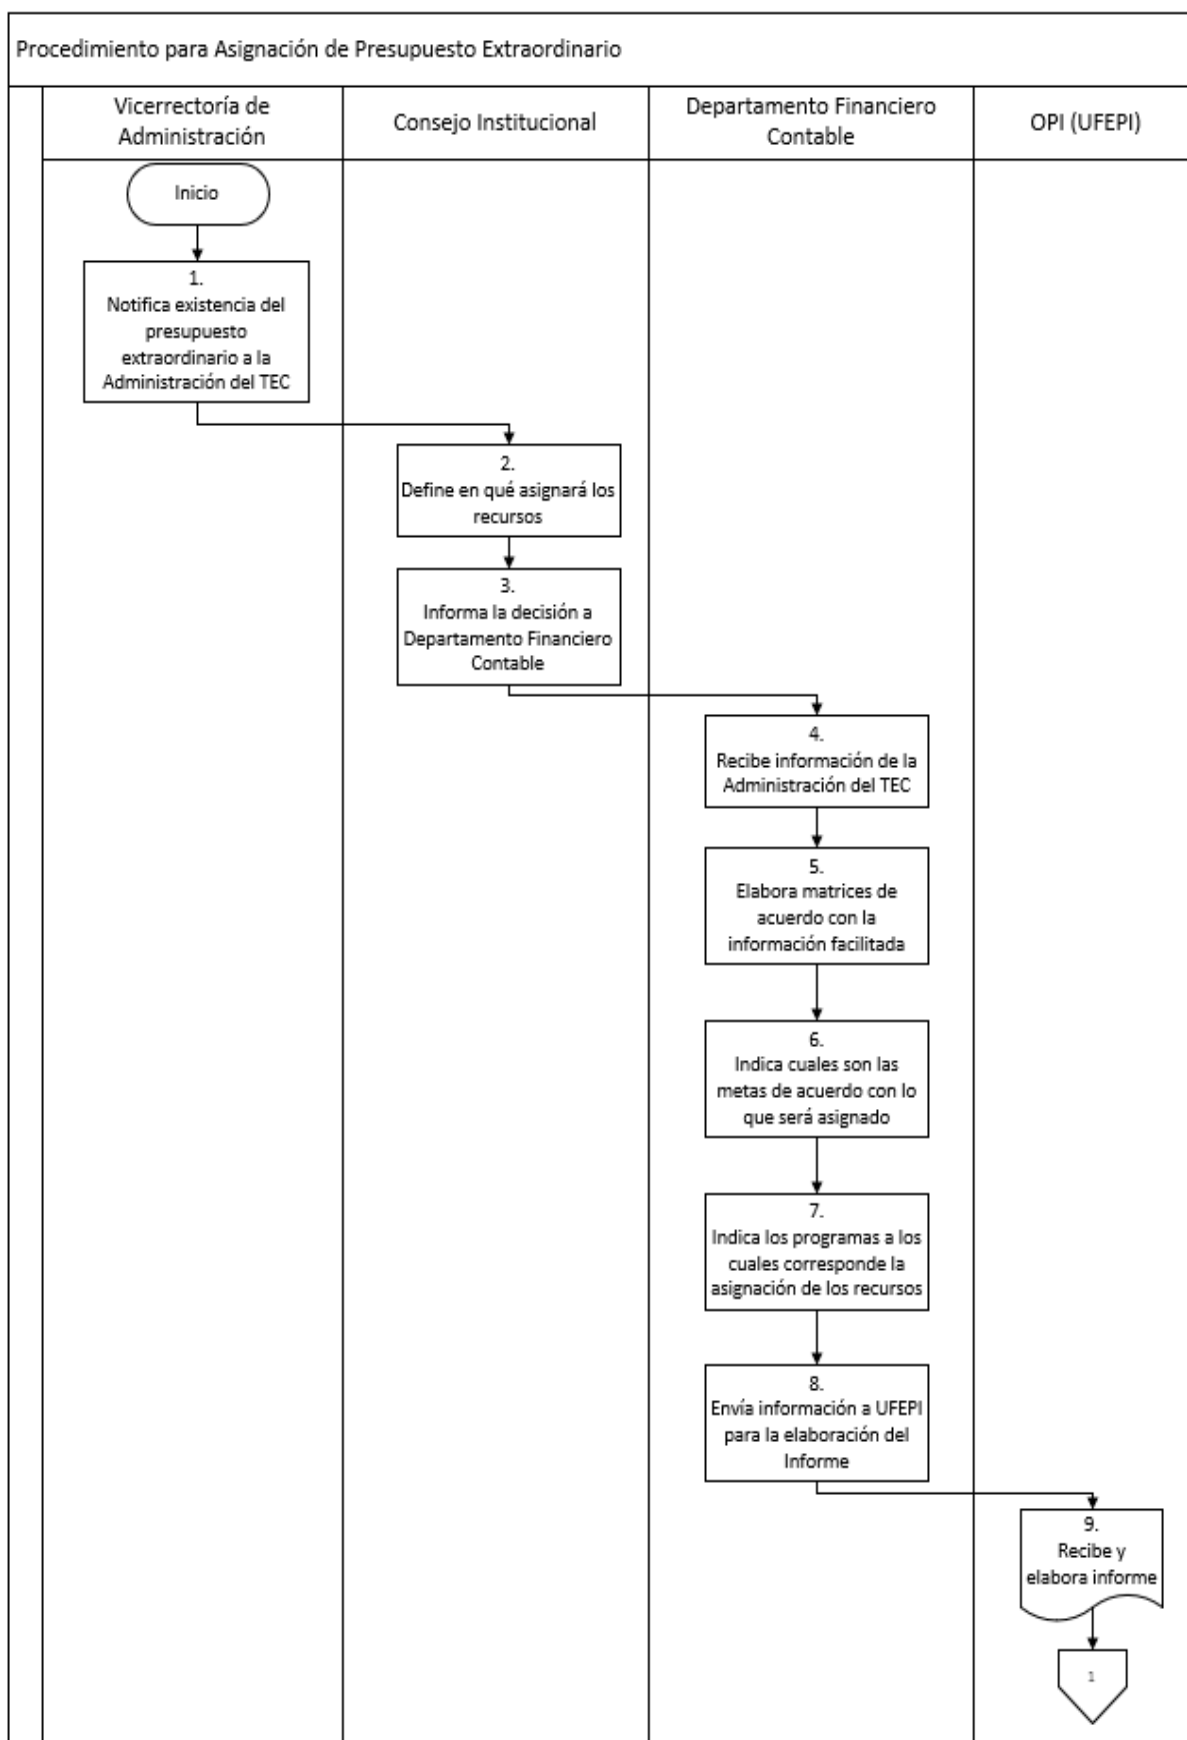 Procedimiento para Asignación de Presupuesto Extraordinario
Vicerrectoría de
Administración
Consejo Institucional
Departamento Financiero
Contable
OPI (UFEPI)
Inicio
1.
Notifica existencia del
presupuesto
extraordinario a la
Administración del TEC
2.
Define en qué asignará los
recursos
3.
Informa la decisión a
Departamento Financiero
Contable
4.
Recibe información de la
Administración del TEC
5.
Elabora matrices de
acuerdo con la
información facilitada
6.
Indica cuales son las
metas de acuerdo con lo
que será asignado
7.
Indica los programas a los
cuales corresponde la
asignación de los recursos
8.
Envía información a UFEPI
para la elaboración del
Informe
9.
Recibe y
elabora informe
1